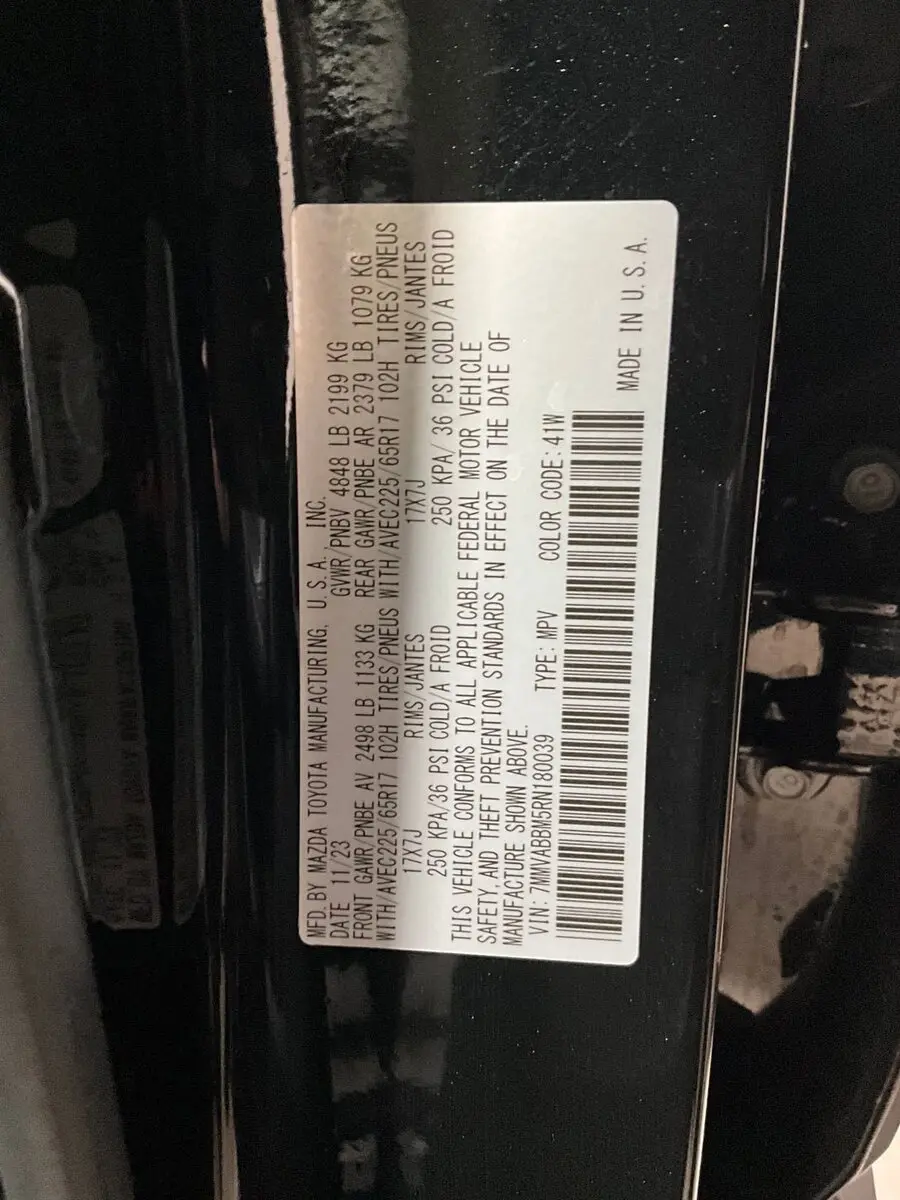 MFD. BY MAZDA TOYOTA MANUFACTURING, U. S. A. INC.
DATE 11/23 GVWR/PNBV 4848 LB 2199 KG
FRONT GAWR/PNBE AV 2498 LB 1133 KG REAR GAWR/PNBE AR 2379 LB 1079 KG
WITH/AVEC225/65R17 102H TIRES/PNEUS WITH/AVEC225/65R17 102H TIRES/PNEUS
17X7J RIMS/JANTES 17X7J RIMS/JANTES
250 KPA/36 PSI COLD/A FROID 250 KPA/ 36 PSI COLD/A FROID
THIS VEHICLE CONFORMS TO ALL APPLICABLE FEDERAL MOTOR VEHICLE
SAFETY, AND THEFT PREVENTION STANDARDS IN EFFECT ON THE DATE OF
MANUFACTURE SHOWN ABOVE.
VIN: 7MMVABBM5RN180039 TYPE: MPV COLOR CODE: 41W
MADE IN U. S. A.